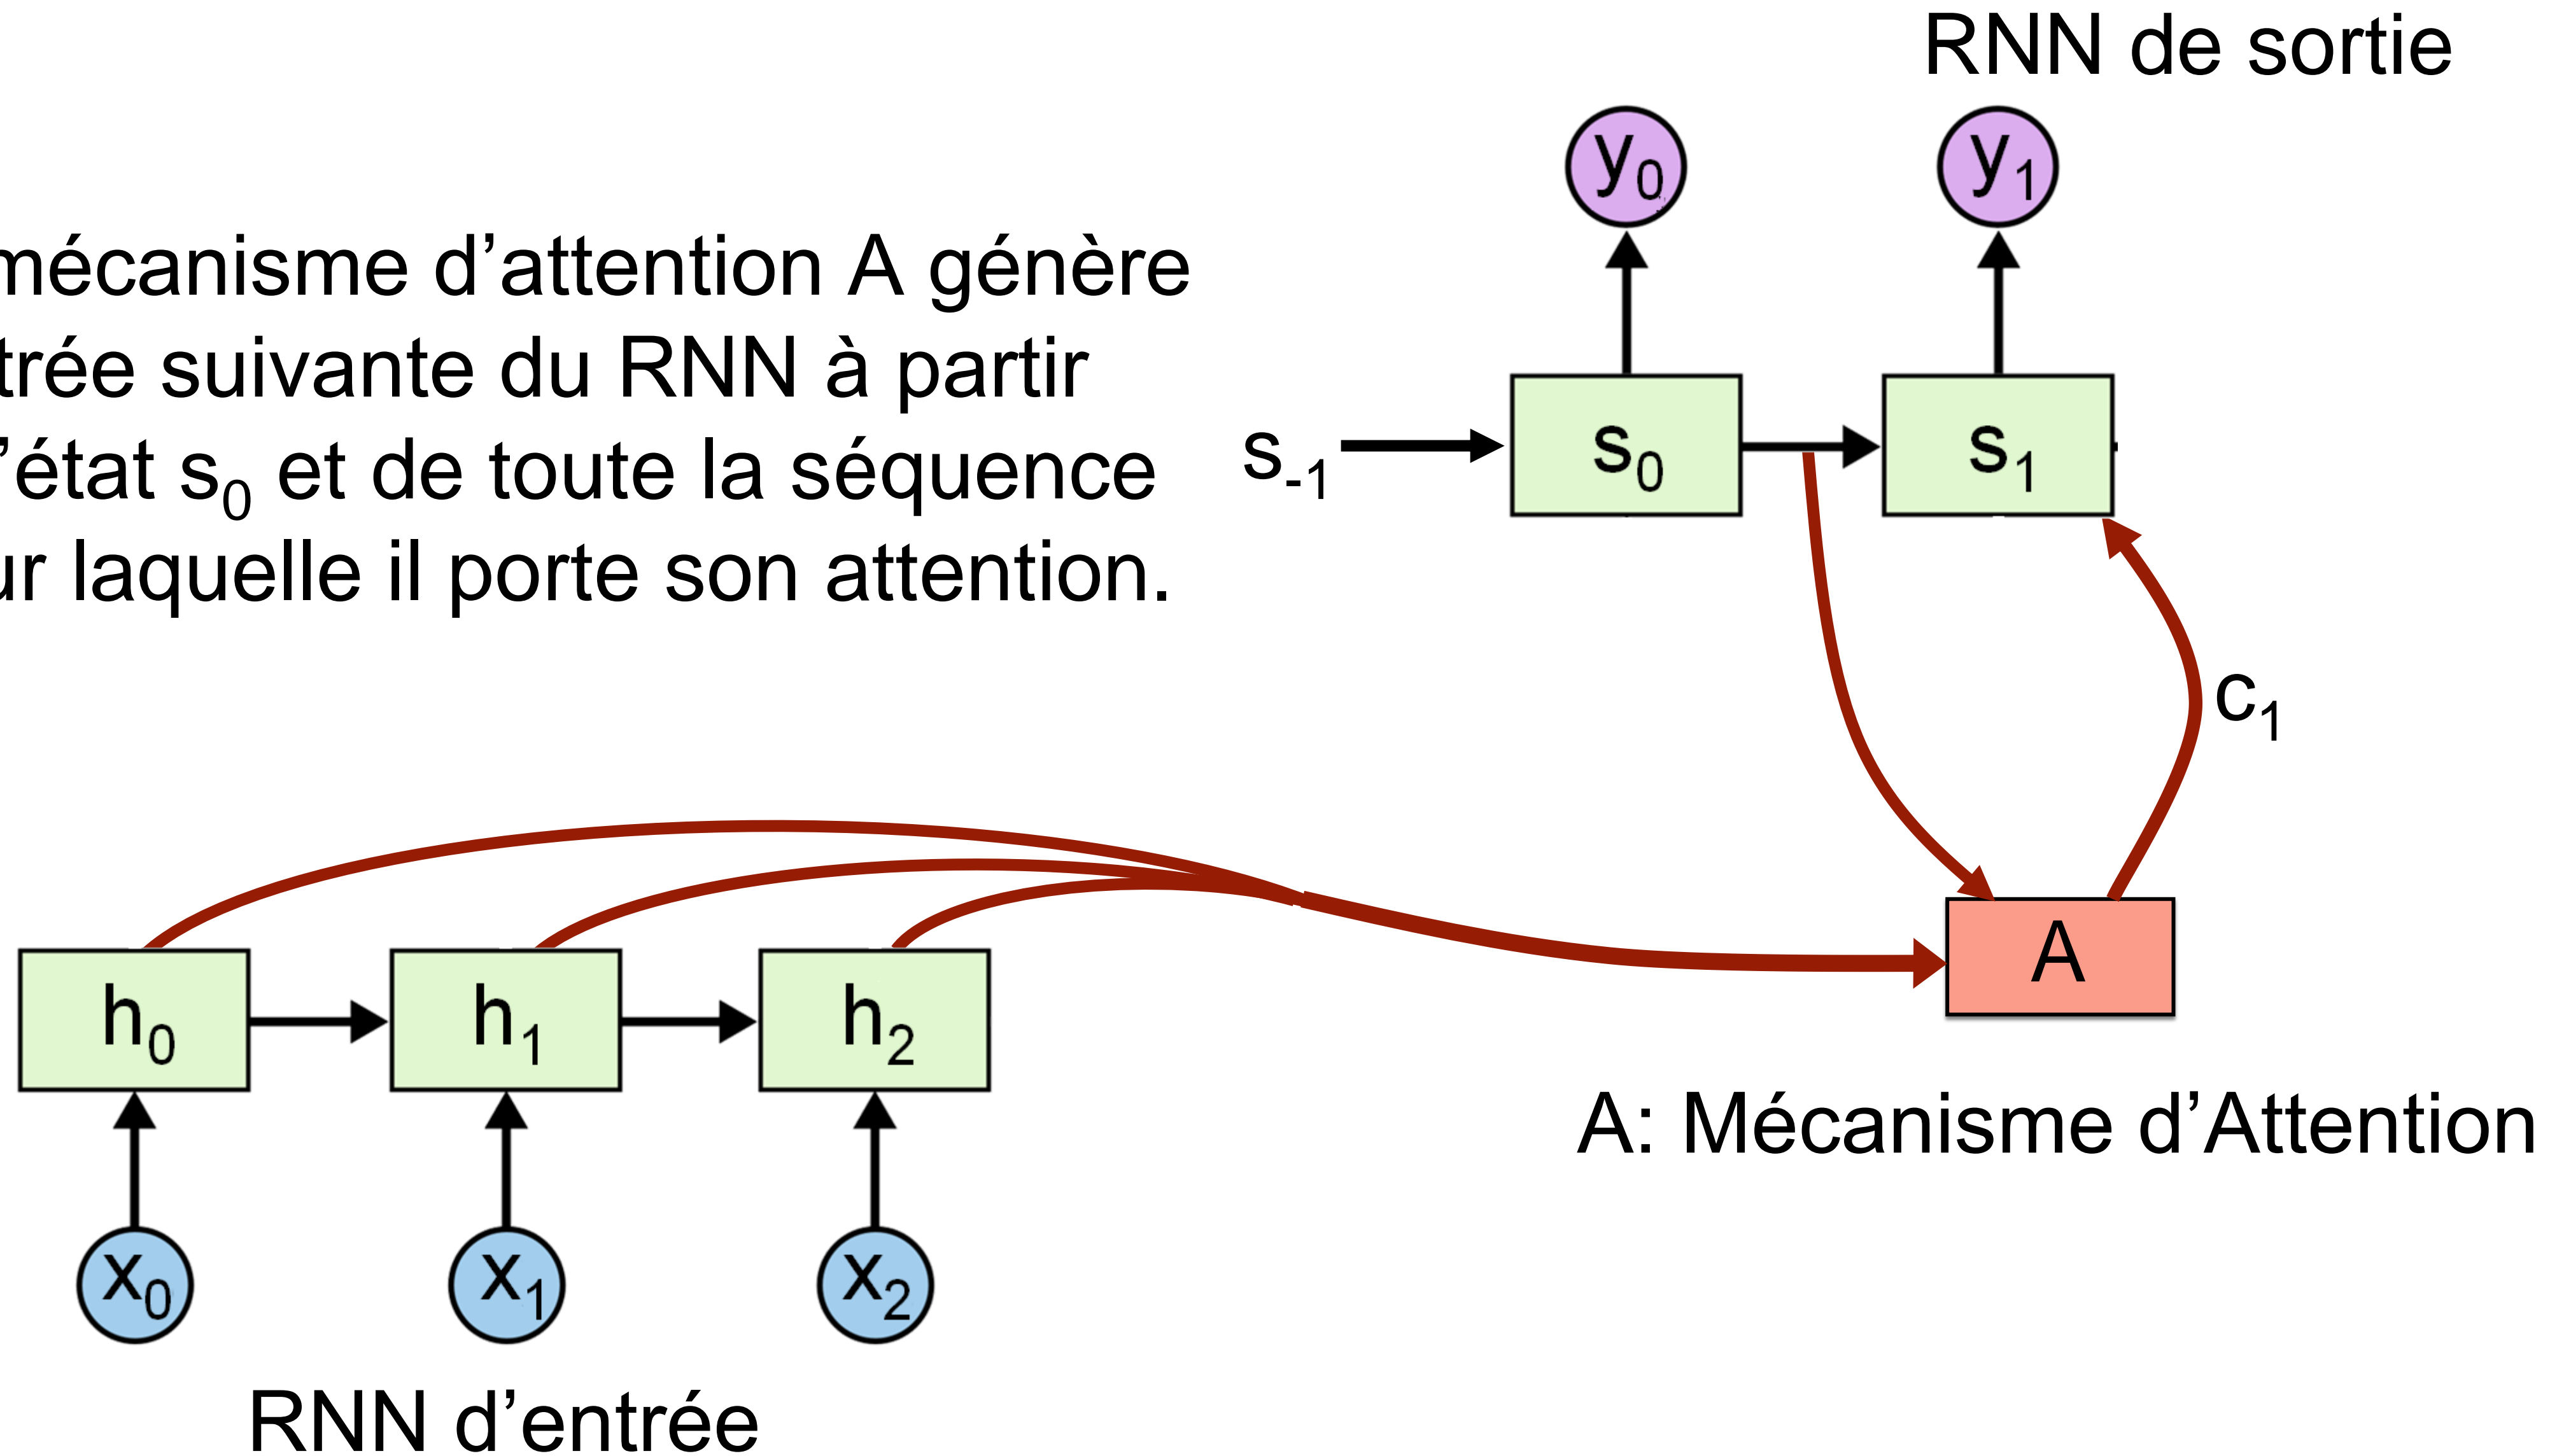 RNN de sortie
y0
y1
mécanisme d’attention A génère
trée suivante du RNN à partir
’état s0 et de toute la séquence
ur laquelle il porte son attention.
s-1
s0
s1
c1
h0
h1
h2
A
A: Mécanisme d’Attention
x0
x1
x2
RNN d’entrée